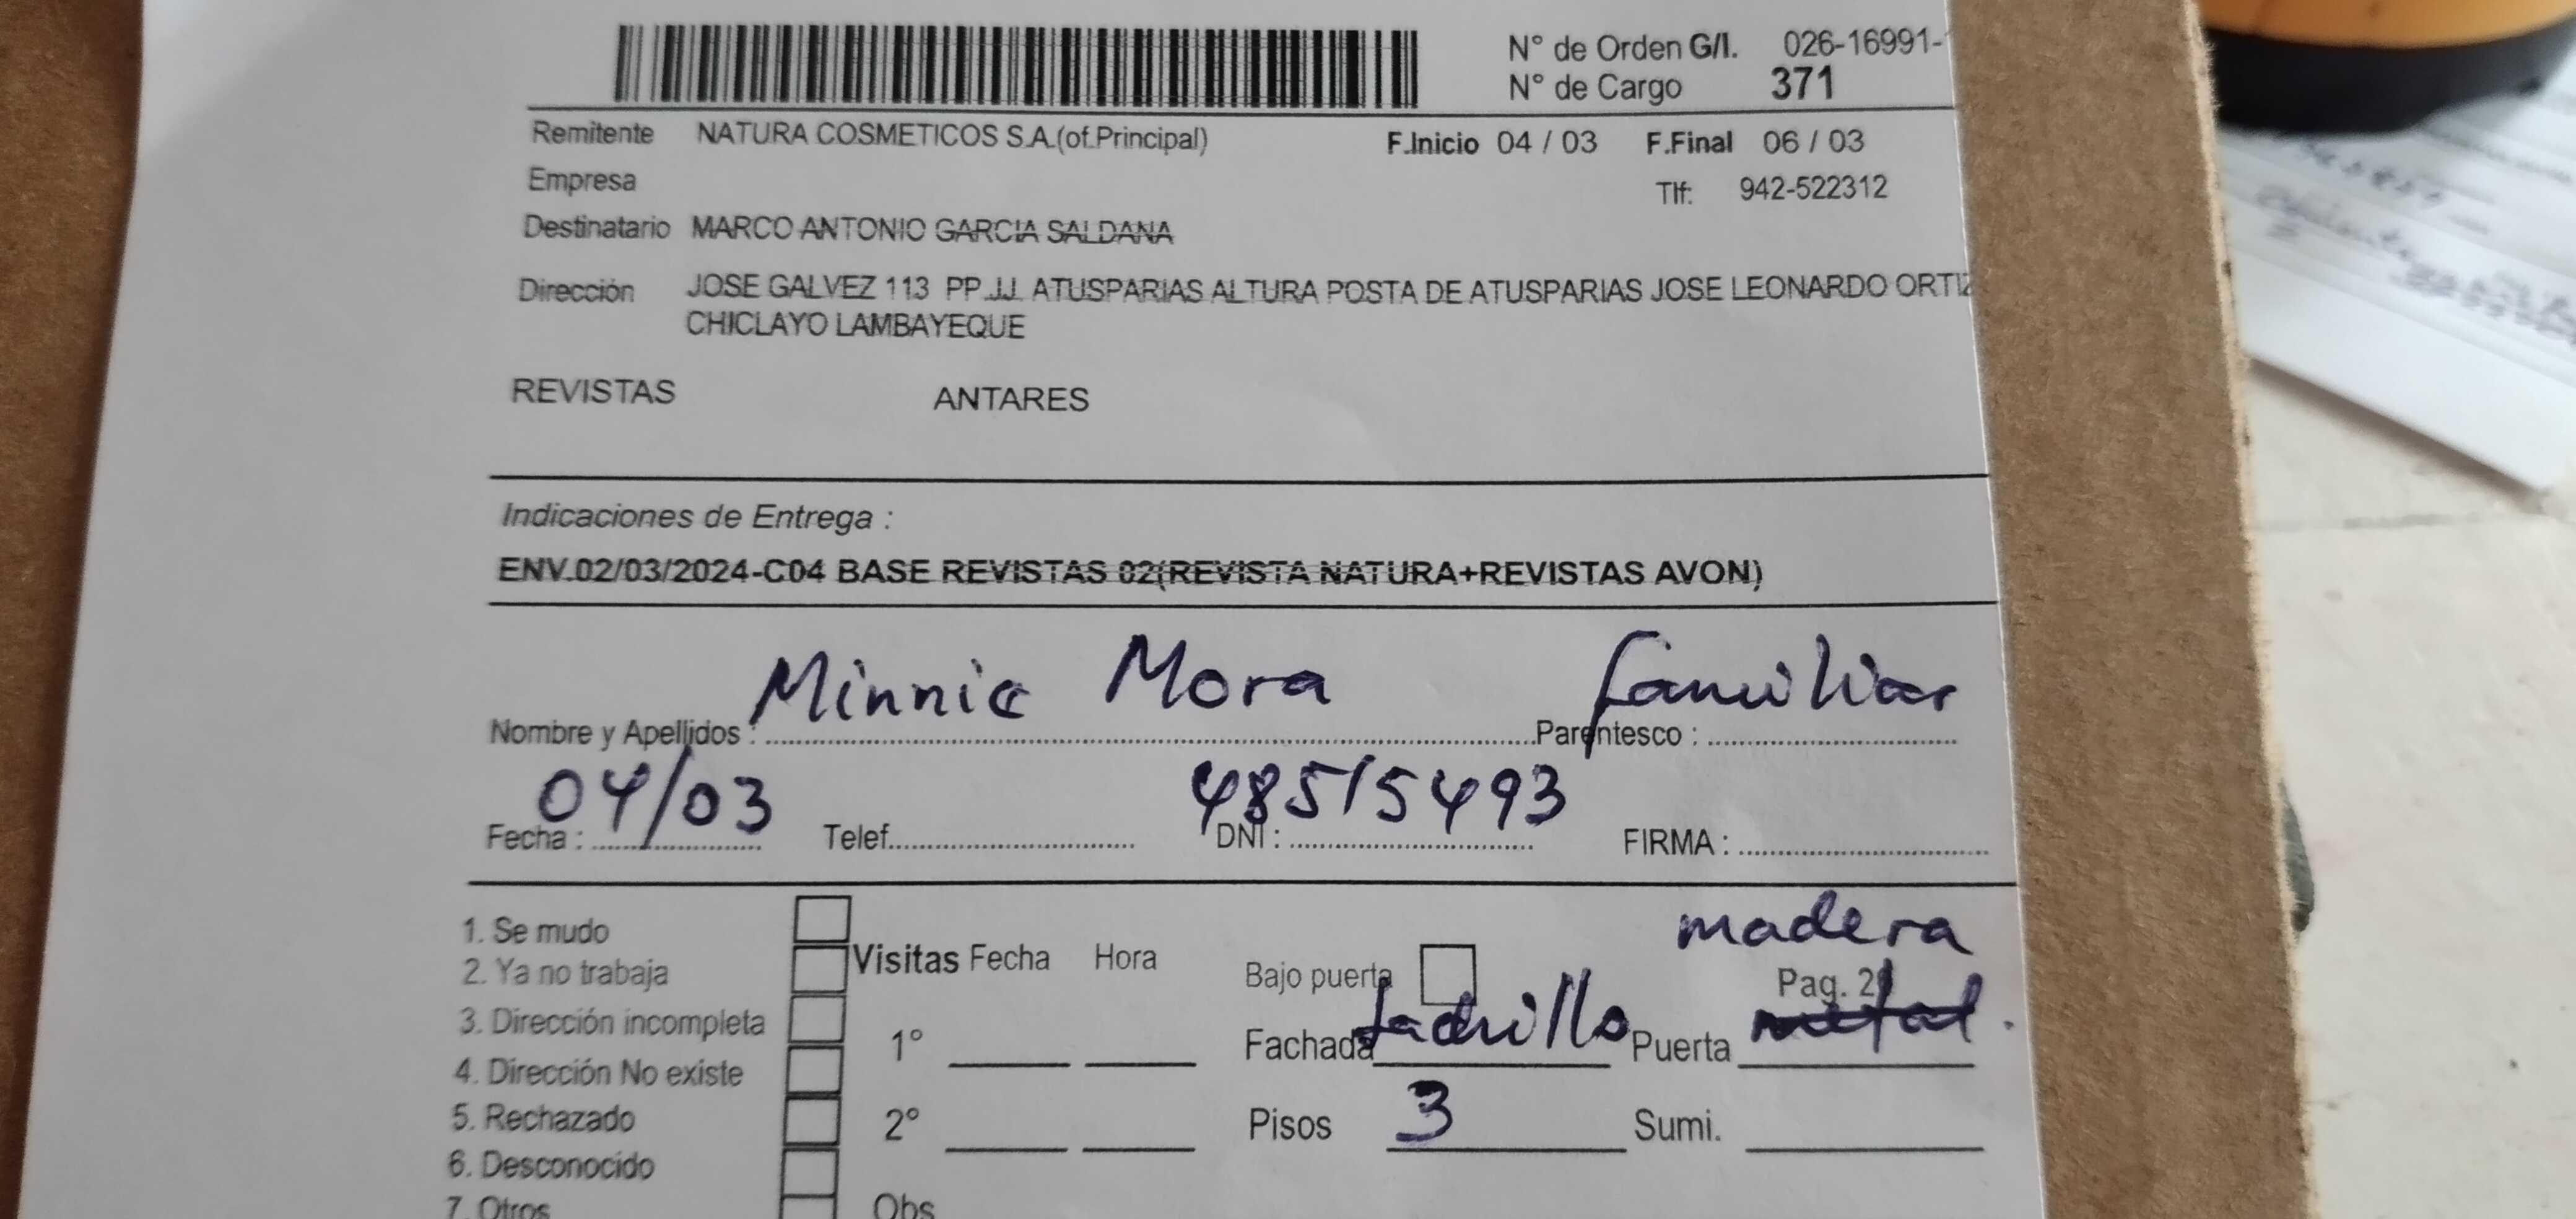 N° de Orden G/I. 026-16991-
N° de Cargo 371
Remitente NATURA COSMETICOS S.A.(of.Principal) F.Inicio 04 / 03 F.Final 06 / 03
Empresa Tlf: 942-522312
Destinatario MARCO ANTONIO GARCIA SALDANA
Dirección JOSE GALVEZ 113 PP.JJ. ATUSPARIAS ALTURA POSTA DE ATUSPARIAS JOSE LEONARDO ORTIZ
CHICLAYO LAMBAYEQUE
REVISTAS ANTARES
Indicaciones de Entrega :
ENV.02/03/2024-C04 BASE REVISTAS 02(REVISTA NATURA+REVISTAS AVON)
Nombre y Apellidos : Minnie Mora Parentesco : familiar
Fecha : 04/03 Telef. DNI : 48515493 FIRMA :
madera
1. Se mudo
2. Ya no trabaja
3. Dirección incompleta
4. Dirección No existe
5. Rechazado
6. Desconocido
7. Otros
Visitas Fecha Hora
1°
2°
Obs
Bajo puerta Pag.
Fachada ladrillo Puerta metal.
Pisos 3 Sumi.